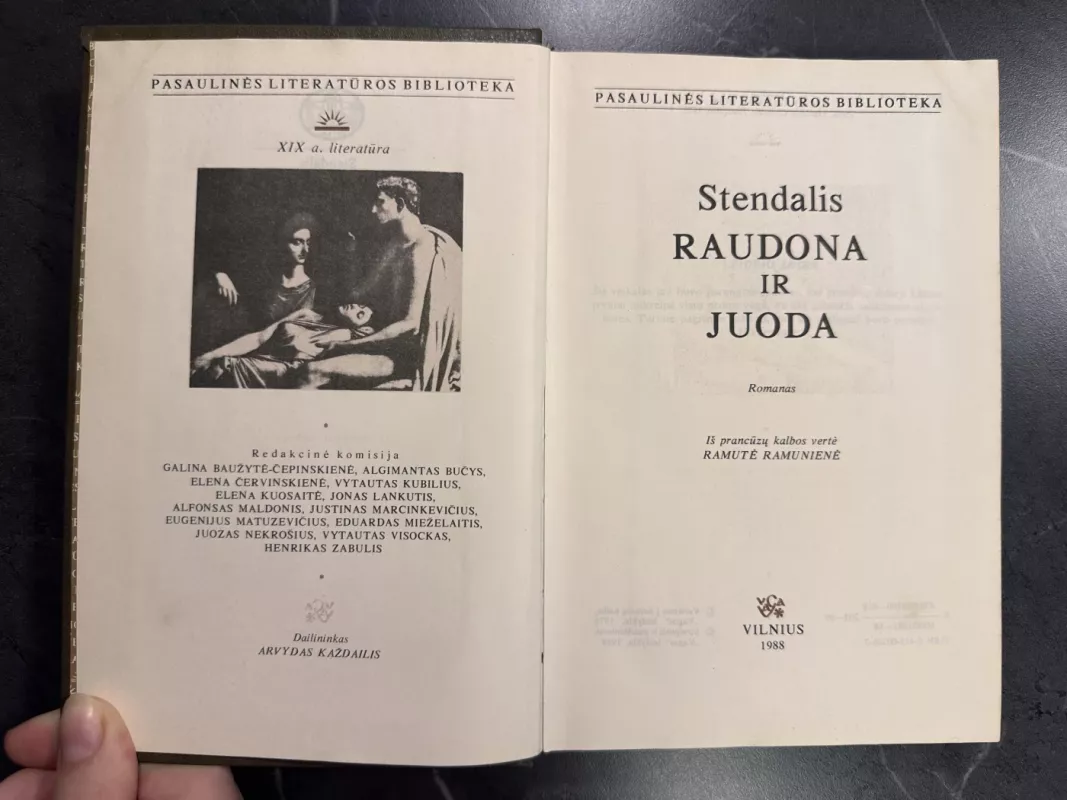 PASAULINĖS LITERATŪROS BIBLIOTEKA
XIX a. literatūra
Redakcinė komisija
GALINA BAUŽYTĖ-ČEPINSKIENĖ, ALGIMANTAS BUČYS,
ELENA ČERVINSKIENĖ, VYTAUTAS KUBILIUS,
ELENA KUOSAITĖ, JONAS LANKUTIS,
ALFONSAS MALDONIS, JUSTINAS MARCINKEVIČIUS,
EUGENIJUS MATUZEVIČIUS, EDUARDAS MIEŽELAITIS,
JUOZAS NEKROŠIUS, VYTAUTAS VISOCKAS,
HENRIKAS ZABULIS
Dailininkas
ARVYDAS KAŽDAILIS
PASAULINĖS LITERATŪROS BIBLIOTEKA
Stendalis
RAUDONA
IR
JUODA
Romanas
Iš prancūzų kalbos vertė
RAMUTĖ RAMUNIENĖ
VILNIUS
1988